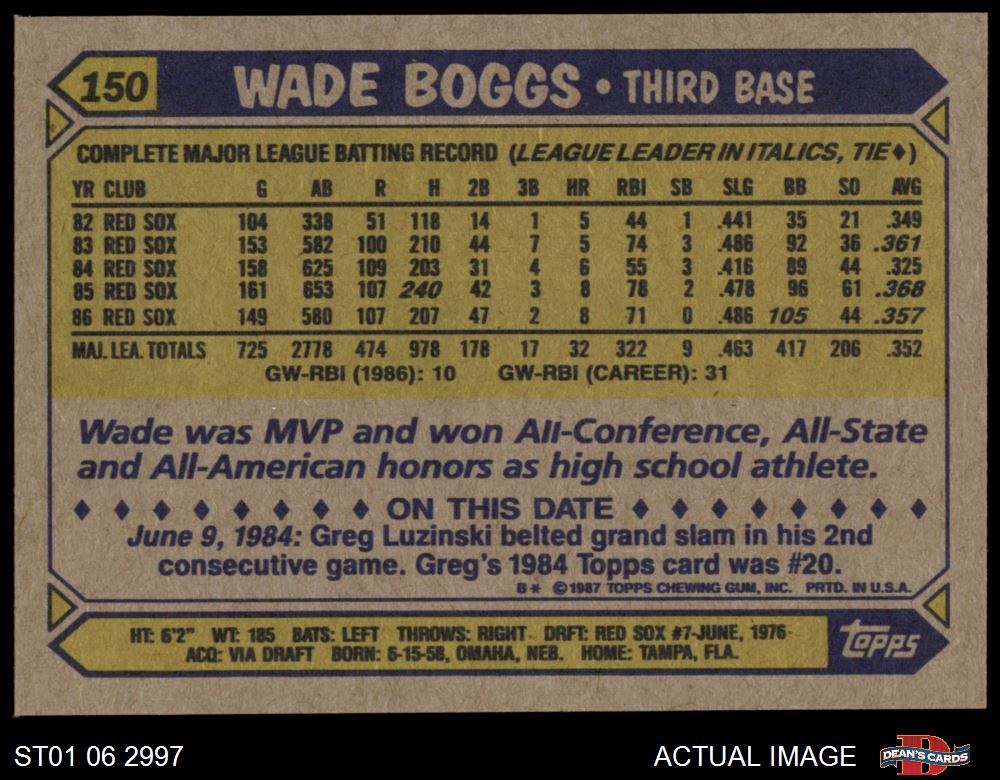 150 WADE BOGGS • THIRD BASE
COMPLETE MAJOR LEAGUE BATTING RECORD (LEAGUE LEADER IN ITALICS, TIE♦)
YR CLUB G AB R H 2B 3B HR RBI SB SLG BB SO AVG
82 RED SOX 104 338 51 118 14 1 5 44 1 .441 35 21 .349
83 RED SOX 153 582 100 210 44 7 5 74 3 .486 92 36 .361
84 RED SOX 158 625 109 203 31 4 6 55 3 .416 89 44 .325
85 RED SOX 161 653 107 240 42 3 8 78 2 .478 96 61 .368
86 RED SOX 149 580 107 207 47 2 8 71 0 .486 105 44 .357
MAJ. LEA. TOTALS 725 2778 474 978 178 17 32 322 9 .463 417 206 .352
GW-RBI (1986): 10 GW-RBI (CAREER): 31
Wade was MVP and won All-Conference, All-State
and All-American honors as high school athlete.
♦ ♦ ♦ ♦ ♦ ♦ ♦ ♦ ON THIS DATE ♦ ♦ ♦ ♦ ♦ ♦ ♦ ♦
June 9, 1984: Greg Luzinski belted grand slam in his 2nd
consecutive game. Greg's 1984 Topps card was #20.
B* ©1987 TOPPS CHEWING GUM, INC. PRTD. IN U.S.A.
HT: 6'2" WT: 185 BATS: LEFT THROWS: RIGHT DRFT: RED SOX #7-JUNE, 1976
ACQ: VIA DRAFT BORN: 6-15-58, OMAHA, NEB. HOME: TAMPA, FLA.
topps
ST01 06 2997 ACTUAL IMAGE
D DEAN'S CARDS